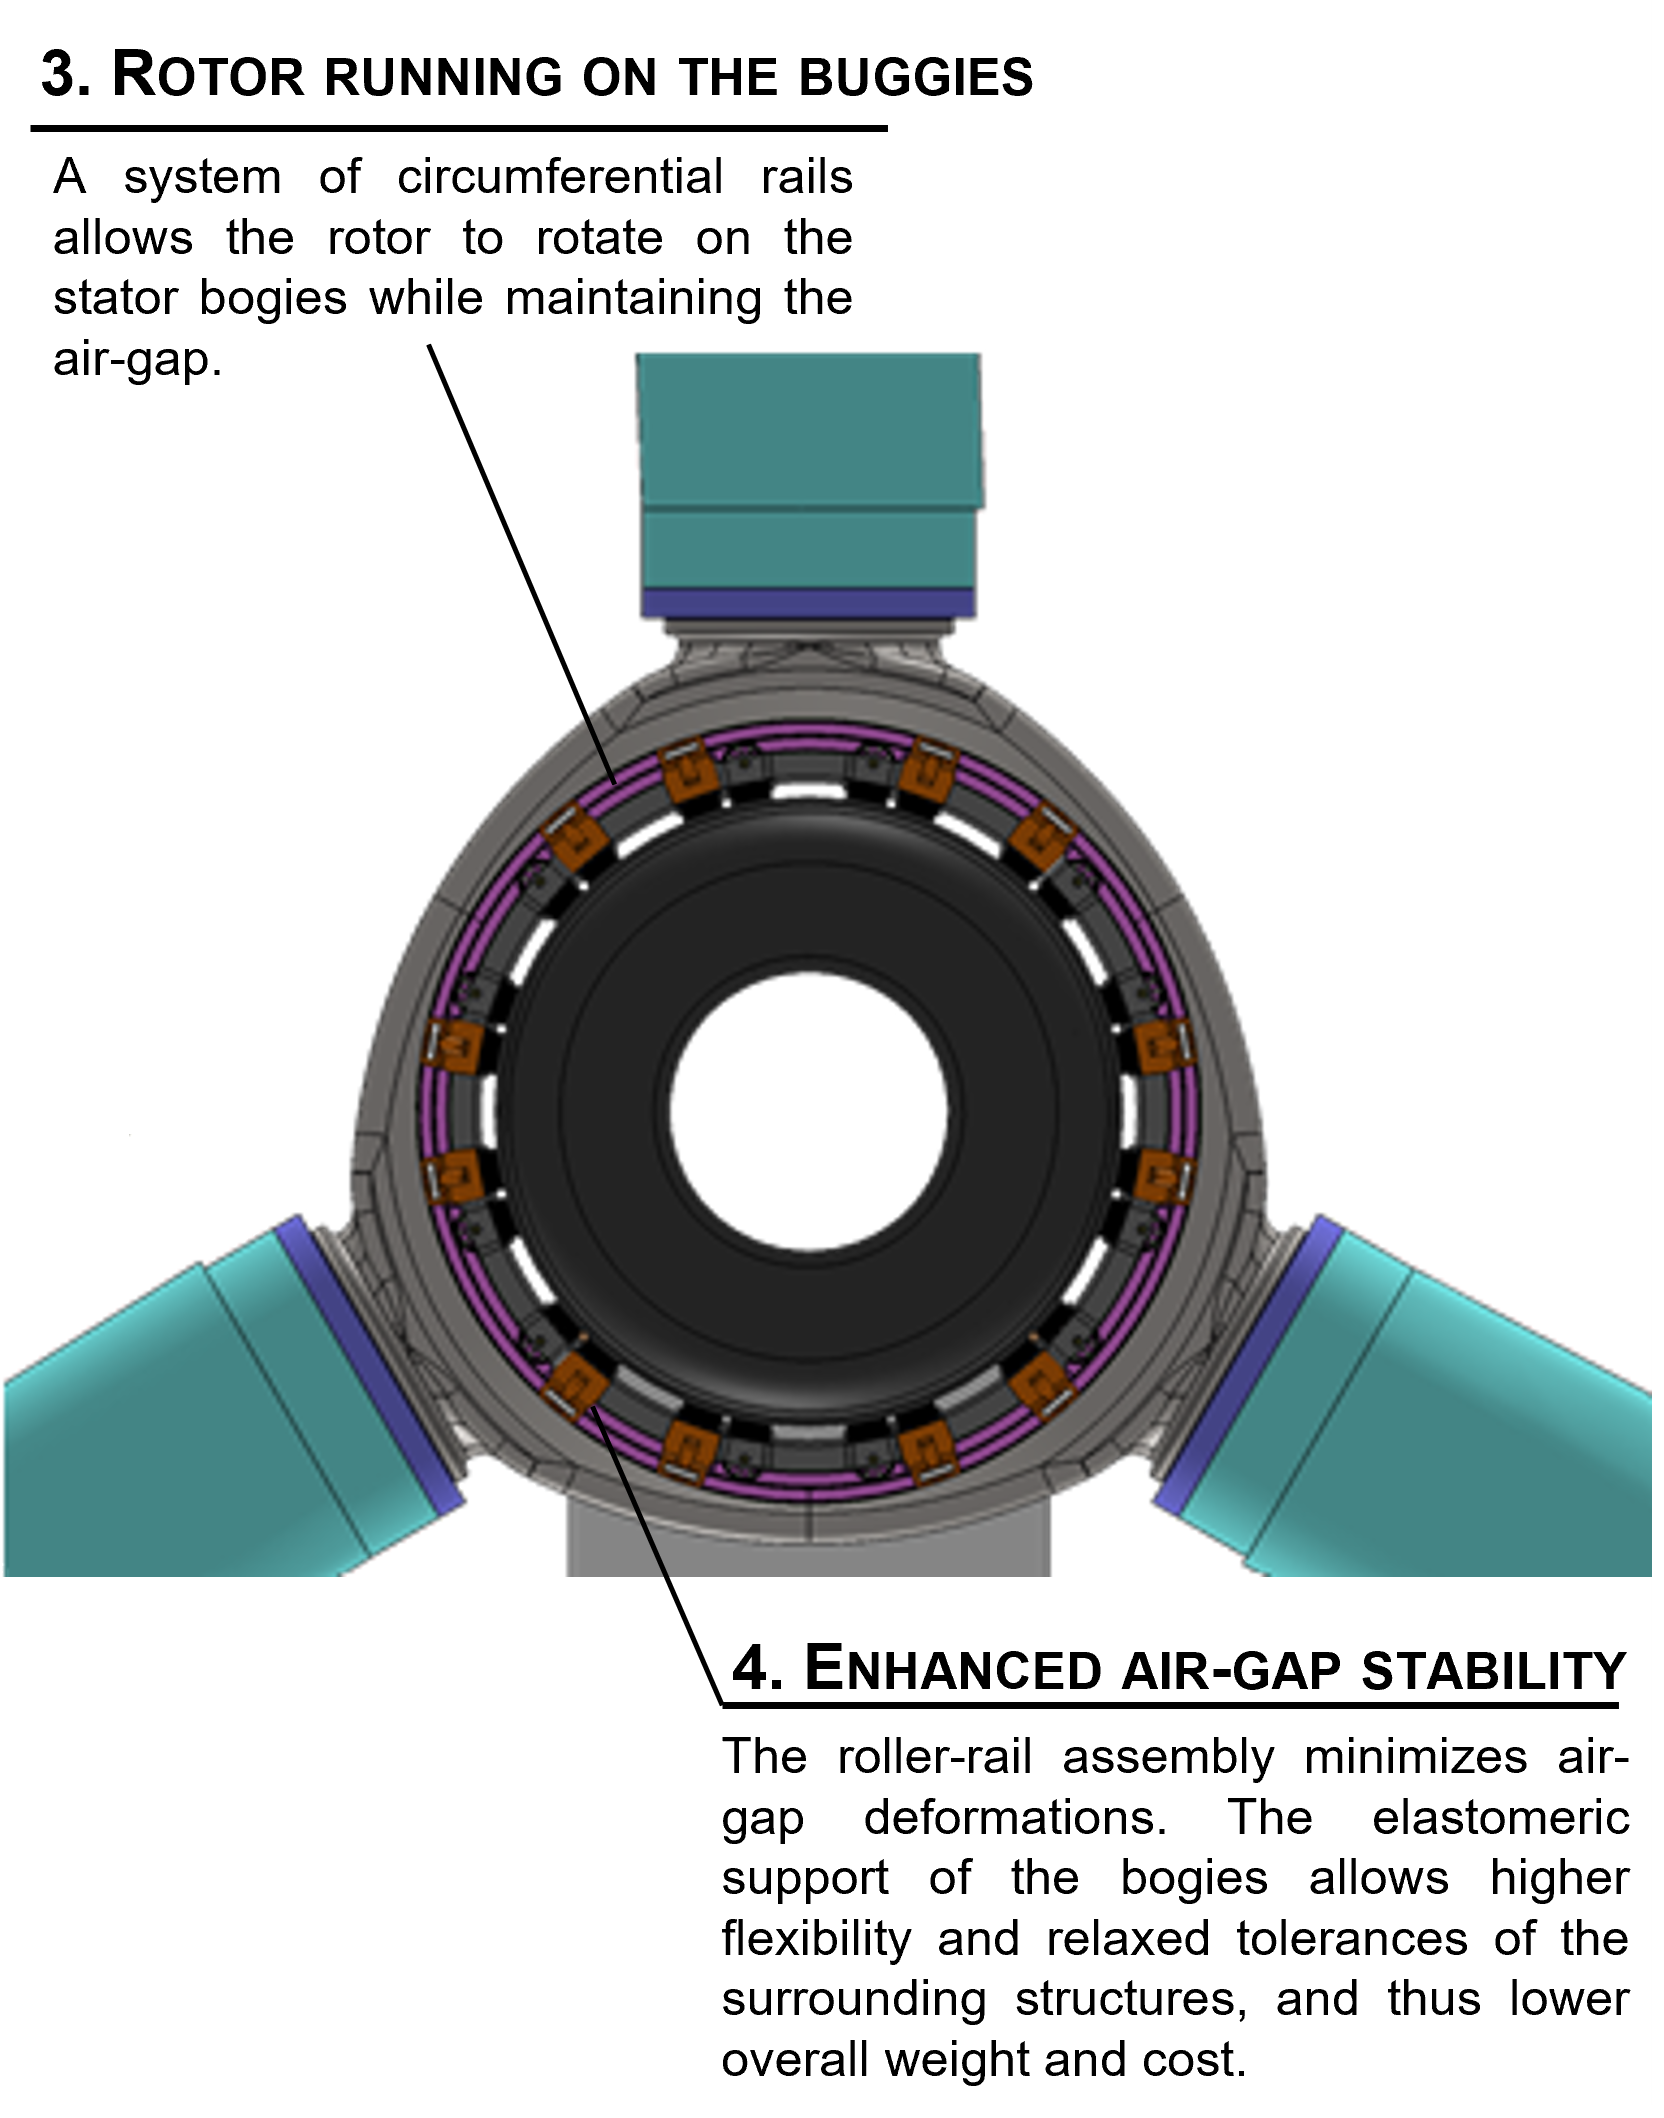 3. ROTOR RUNNING ON THE BUGGIES
A system of circumferential rails
allows the rotor to rotate on the
stator bogies while maintaining the
air-gap.
4. ENHANCED AIR-GAP STABILITY
The roller-rail assembly minimizes air-
gap deformations. The elastomeric
support of the bogies allows higher
flexibility and relaxed tolerances of the
surrounding structures, and thus lower
overall weight and cost.